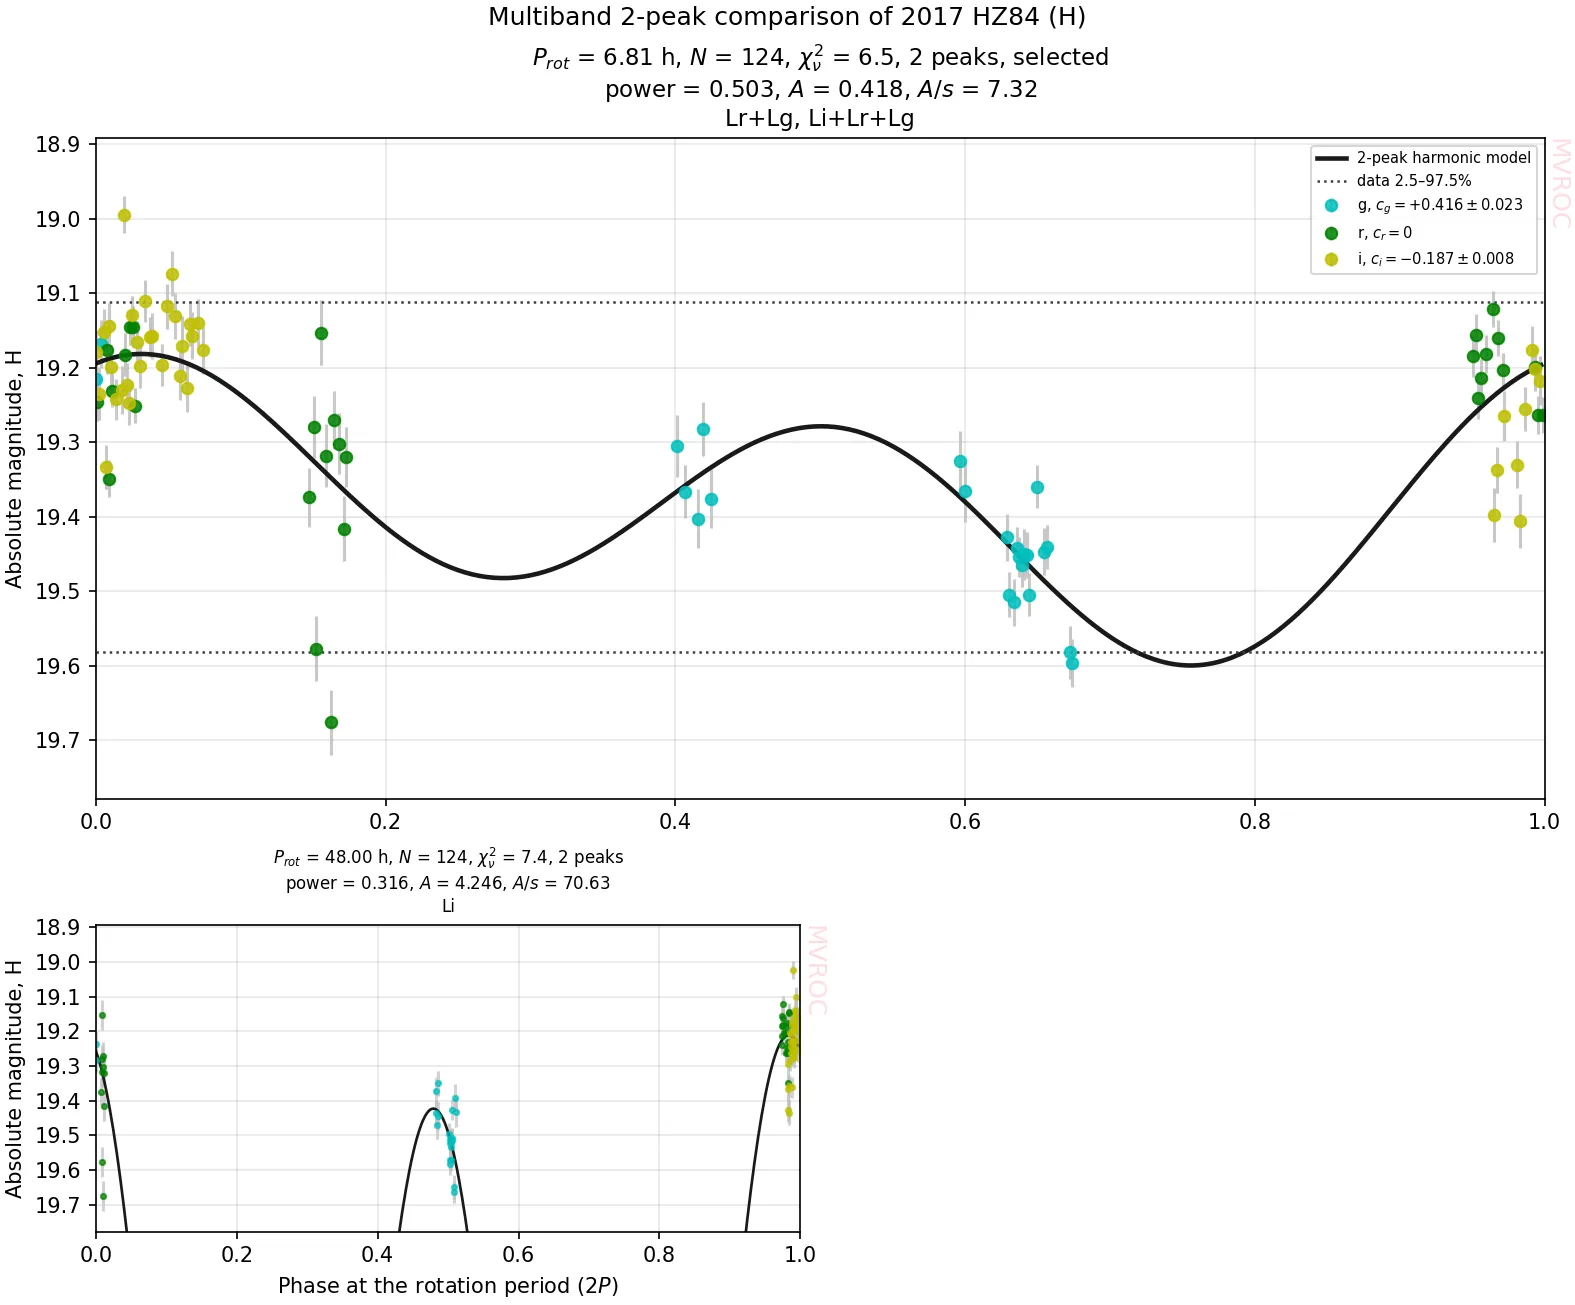 Multiband 2-peak comparison of 2017 HZ84 (H)
P_rot = 6.81 h, N = 124, χ²_ν = 6.5, 2 peaks, selected
power = 0.503, A = 0.418, A/s = 7.32
Lr+Lg, Li+Lr+Lg
2-peak harmonic model
data 2.5–97.5%
g, c_g = +0.416 ± 0.023
r, c_r = 0
i, c_i = −0.187 ± 0.008
MVROC
Absolute magnitude, H
18.9
19.0
19.1
19.2
19.3
19.4
19.5
19.6
19.7
0.0 0.2 0.4 0.6 0.8 1.0
P_rot = 48.00 h, N = 124, χ²_ν = 7.4, 2 peaks
power = 0.316, A = 4.246, A/s = 70.63
Li
MVROC
Absolute magnitude, H
18.9
19.0
19.1
19.2
19.3
19.4
19.5
19.6
19.7
0.0 0.2 0.4 0.6 0.8 1.0
Phase at the rotation period (2P)